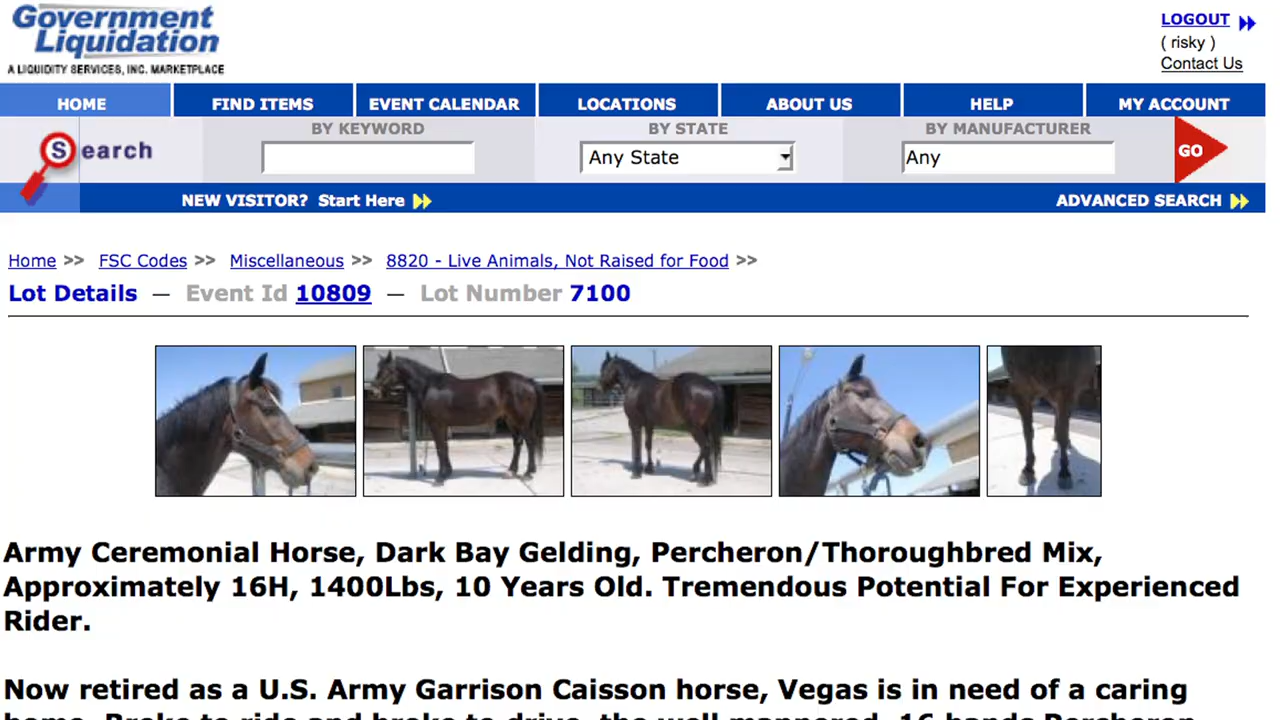 Government
Liquidation
A LIQUIDITY SERVICES, INC. MARKETPLACE
LOGOUT
( risky )
Contact Us
HOME FIND ITEMS EVENT CALENDAR LOCATIONS ABOUT US HELP MY ACCOUNT
Search
BY KEYWORD BY STATE BY MANUFACTURER
Any State Any GO
NEW VISITOR? Start Here ADVANCED SEARCH
Home >> FSC Codes >> Miscellaneous >> 8820 - Live Animals, Not Raised for Food >>
Lot Details — Event Id 10809 — Lot Number 7100
Army Ceremonial Horse, Dark Bay Gelding, Percheron/Thoroughbred Mix,
Approximately 16H, 1400Lbs, 10 Years Old. Tremendous Potential For Experienced
Rider.
Now retired as a U.S. Army Garrison Caisson horse, Vegas is in need of a caring
home. Broke to ride and broke to drive, the well mannered, 16 hands Percheron